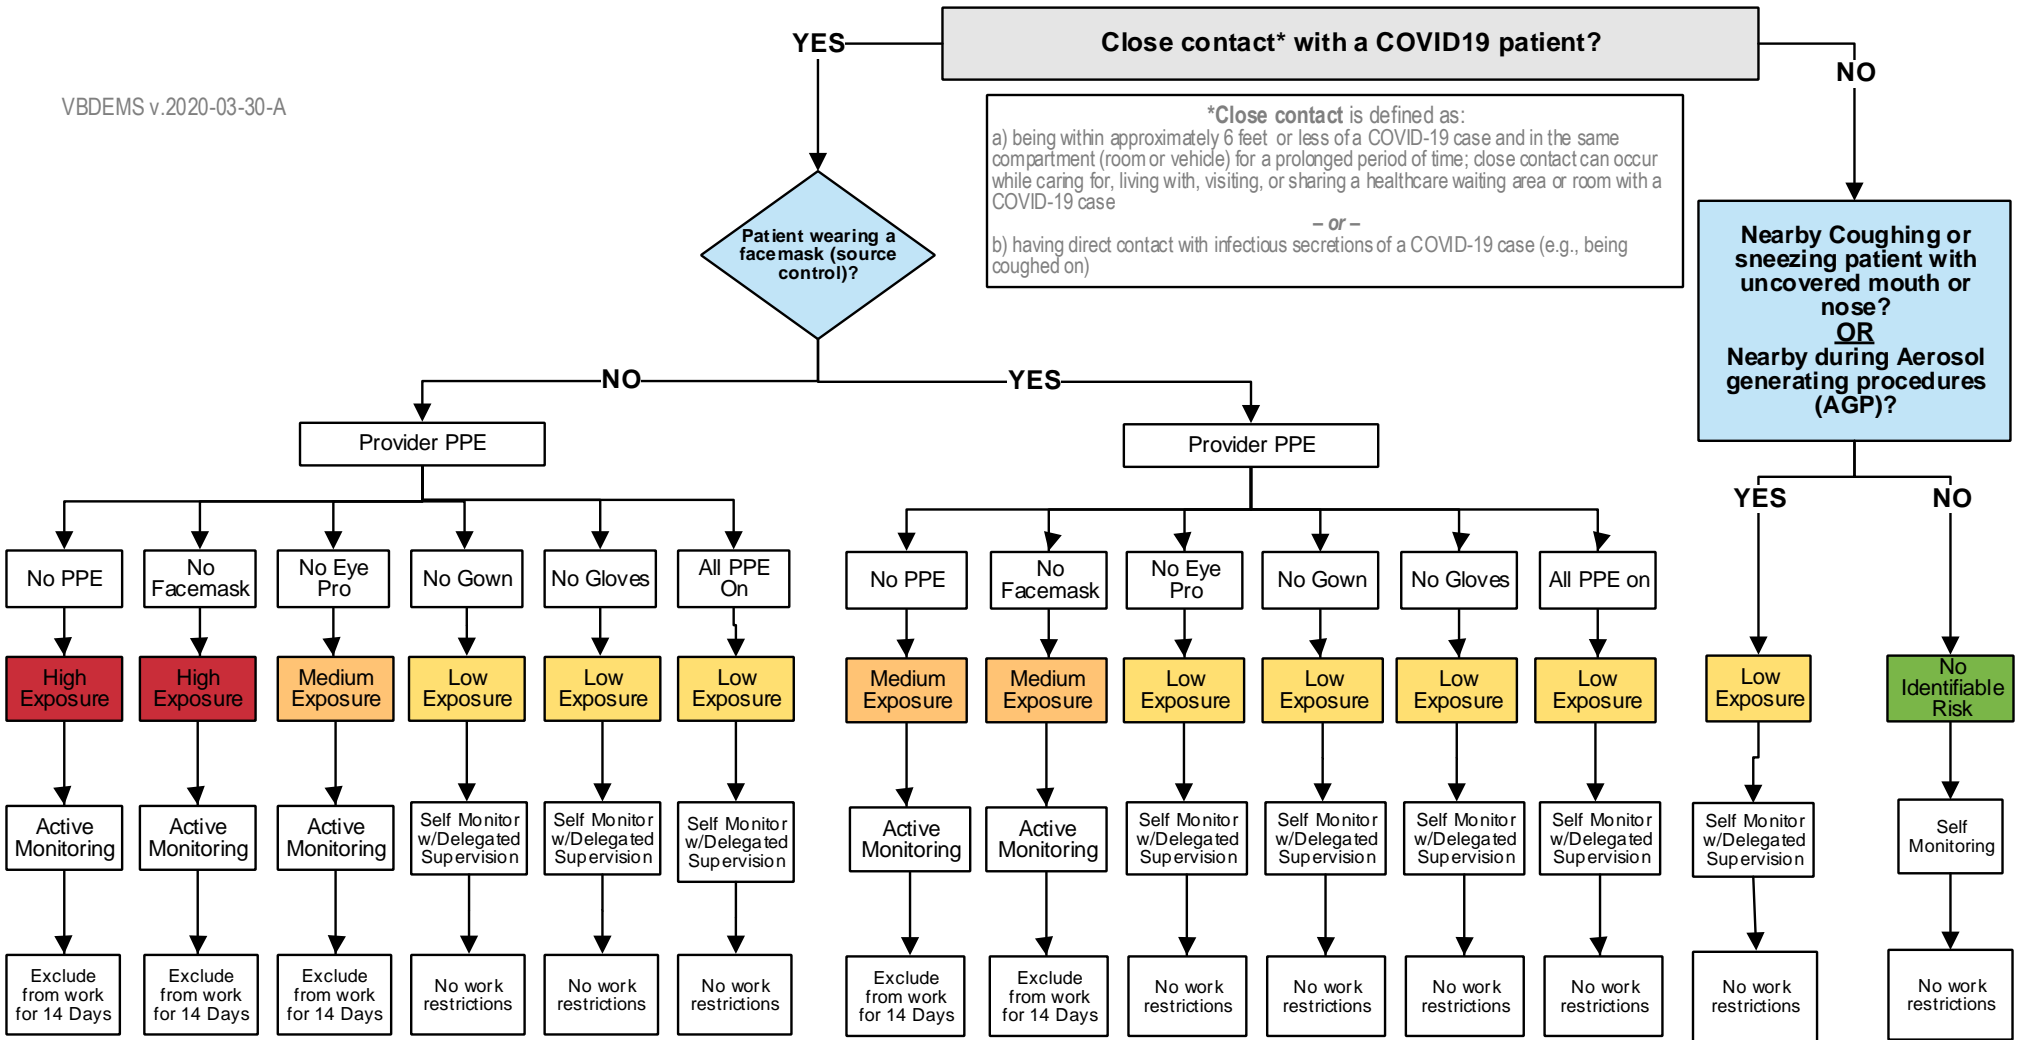 YES
Close contact* with a COVID19 patient?
NO
VBDEMS v.2020-03-30-A
*Close contact is defined as:
a) being within approximately 6 feet or less of a COVID-19 case and in the same
compartment (room or vehicle) for a prolonged period of time; close contact can occur
while caring for, living with, visiting, or sharing a healthcare waiting area or room with a
COVID-19 case
– or –
b) having direct contact with infectious secretions of a COVID-19 case (e.g., being
coughed on)
Patient wearing a
facemask (source
control)?
Nearby Coughing or
sneezing patient with
uncovered mouth or
nose?
OR
Nearby during Aerosol
generating procedures
(AGP)?
NO
YES
Provider PPE
Provider PPE
YES
NO
No PPE
No
Facemask
No Eye
Pro
No Gown
No Gloves
All PPE
On
No PPE
No
Facemask
No Eye
Pro
No Gown
No Gloves
All PPE on
High
Exposure
High
Exposure
Medium
Exposure
Low
Exposure
Low
Exposure
Low
Exposure
Medium
Exposure
Medium
Exposure
Low
Exposure
Low
Exposure
Low
Exposure
Low
Exposure
Low
Exposure
No
Identifiable
Risk
Active
Monitoring
Active
Monitoring
Active
Monitoring
Self Monitor
w/Delegated
Supervision
Self Monitor
w/Delegated
Supervision
Self Monitor
w/Delegated
Supervision
Active
Monitoring
Active
Monitoring
Self Monitor
w/Delegated
Supervision
Self Monitor
w/Delegated
Supervision
Self Monitor
w/Delegated
Supervision
Self Monitor
w/Delegated
Supervision
Self Monitor
w/Delegated
Supervision
Self
Monitoring
Exclude
from work
for 14 Days
Exclude
from work
for 14 Days
Exclude
from work
for 14 Days
No work
restrictions
No work
restrictions
No work
restrictions
Exclude
from work
for 14 Days
Exclude
from work
for 14 Days
No work
restrictions
No work
restrictions
No work
restrictions
No work
restrictions
No work
restrictions
No work
restrictions